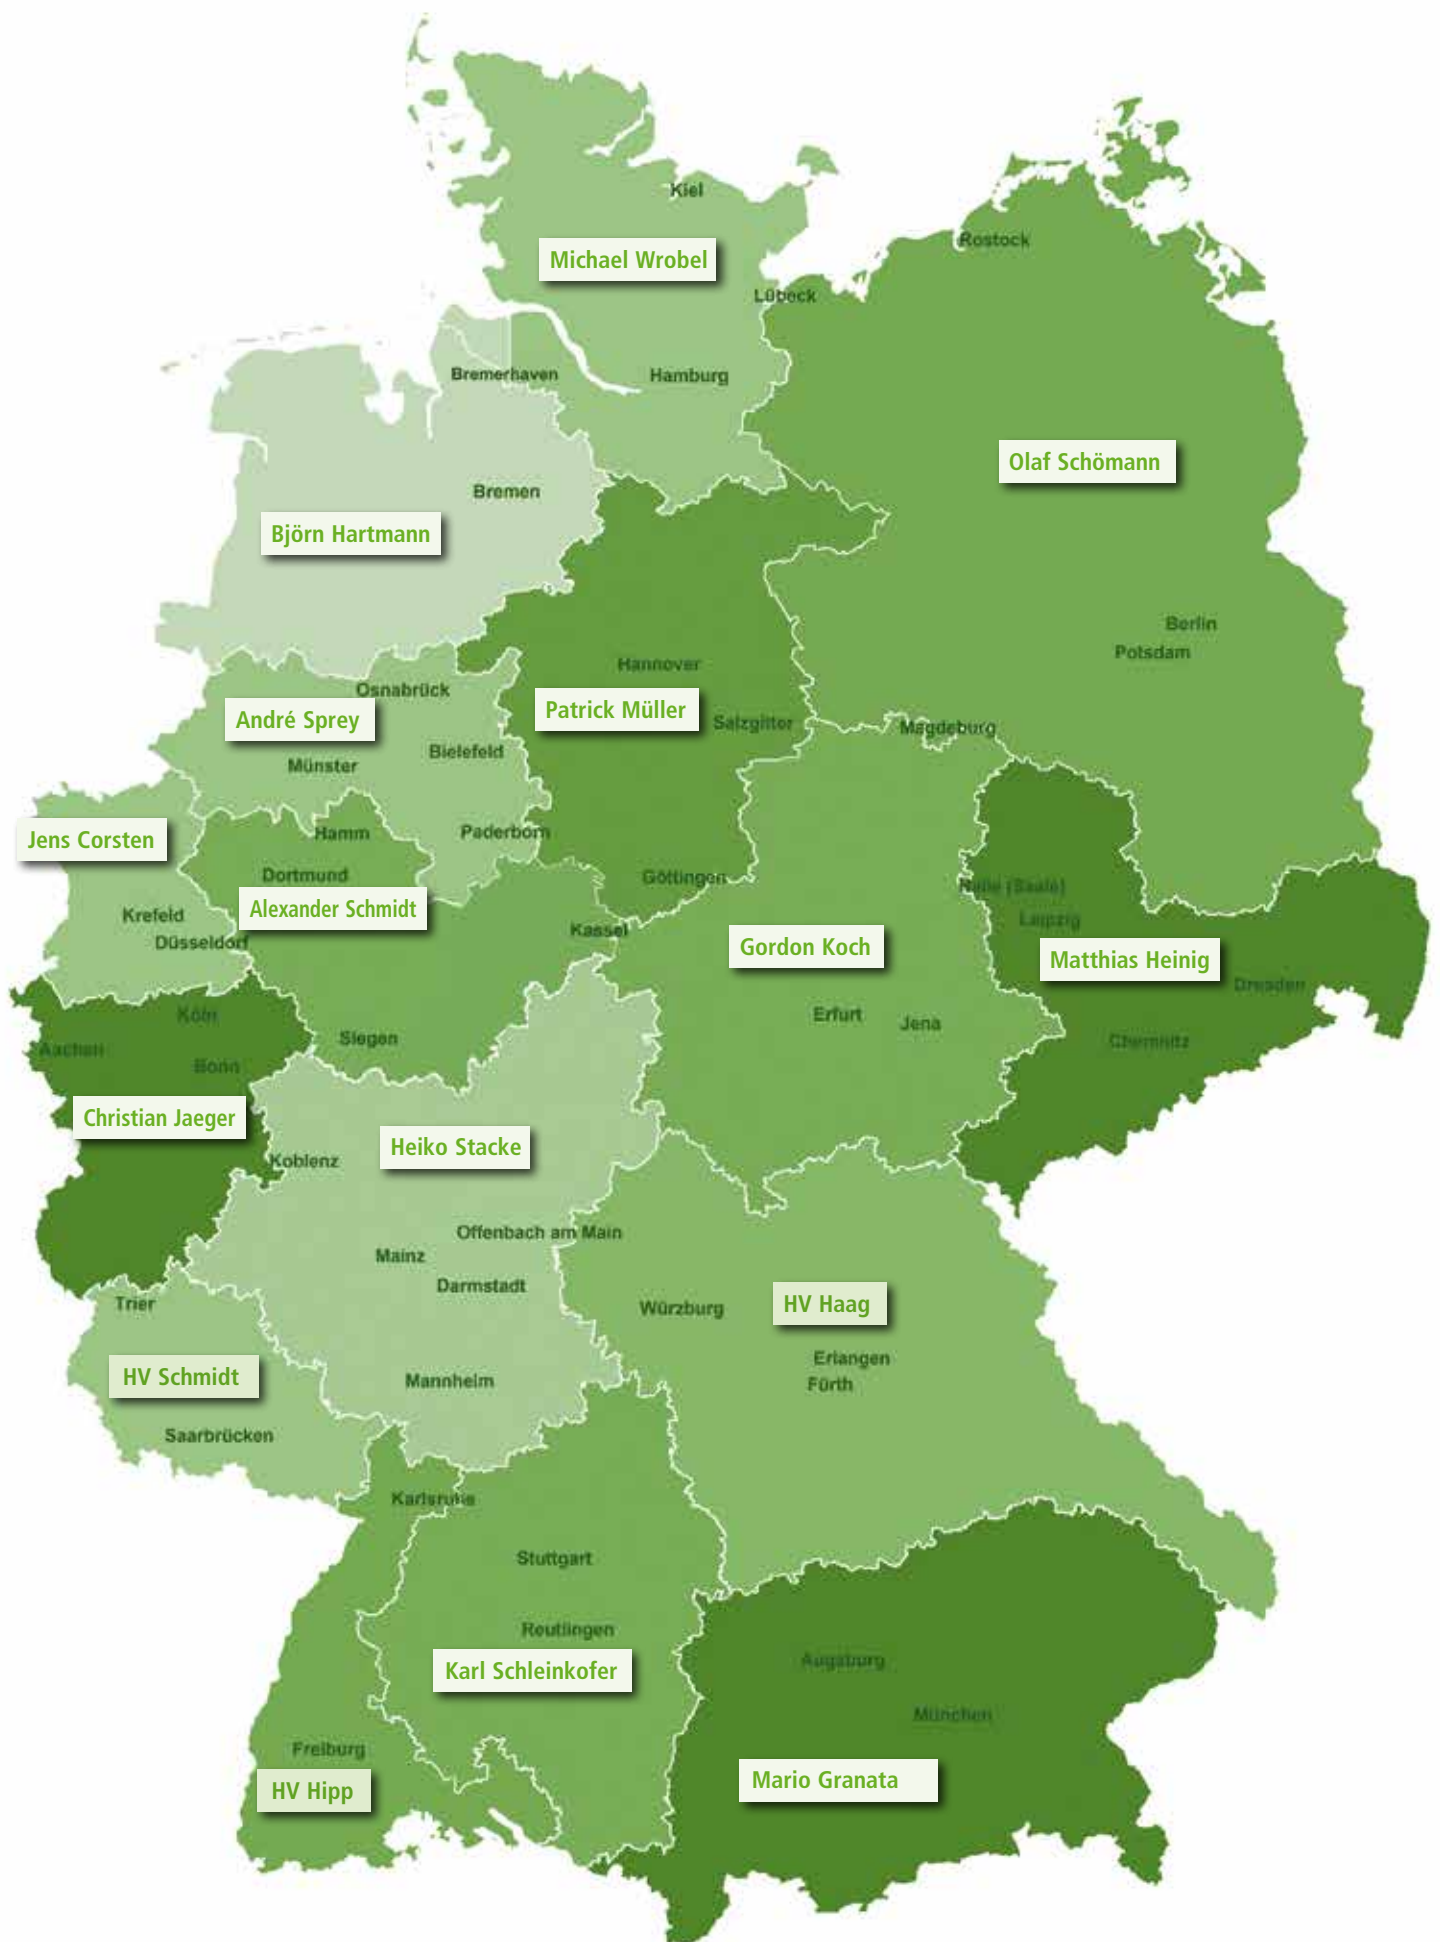 Kiel
Rostock
Michael Wrobel
Lübeck
Bremerhaven
Hamburg
Olaf Schömann
Bremen
Björn Hartmann
Berlin
Potsdam
Hannover
Osnabrück
Patrick Müller
André Sprey
Salzgitter
Magdeburg
Bielefeld
Münster
Jens Corsten
Hamm
Paderborn
Dortmund
Göttingen
Halle (Saale)
Alexander Schmidt
Krefeld
Leipzig
Kassel
Düsseldorf
Gordon Koch
Matthias Heinig
Dresden
Köln
Erfurt
Jena
Siegen
Chemnitz
Aachen
Bonn
Christian Jaeger
Heiko Stacke
Koblenz
Offenbach am Main
Mainz
Darmstadt
Trier
Würzburg
HV Haag
Erlangen
HV Schmidt
Mannheim
Fürth
Saarbrücken
Karlsruhe
Stuttgart
Reutlingen
Augsburg
Karl Schleinkofer
München
Freiburg
Mario Granata
HV Hipp